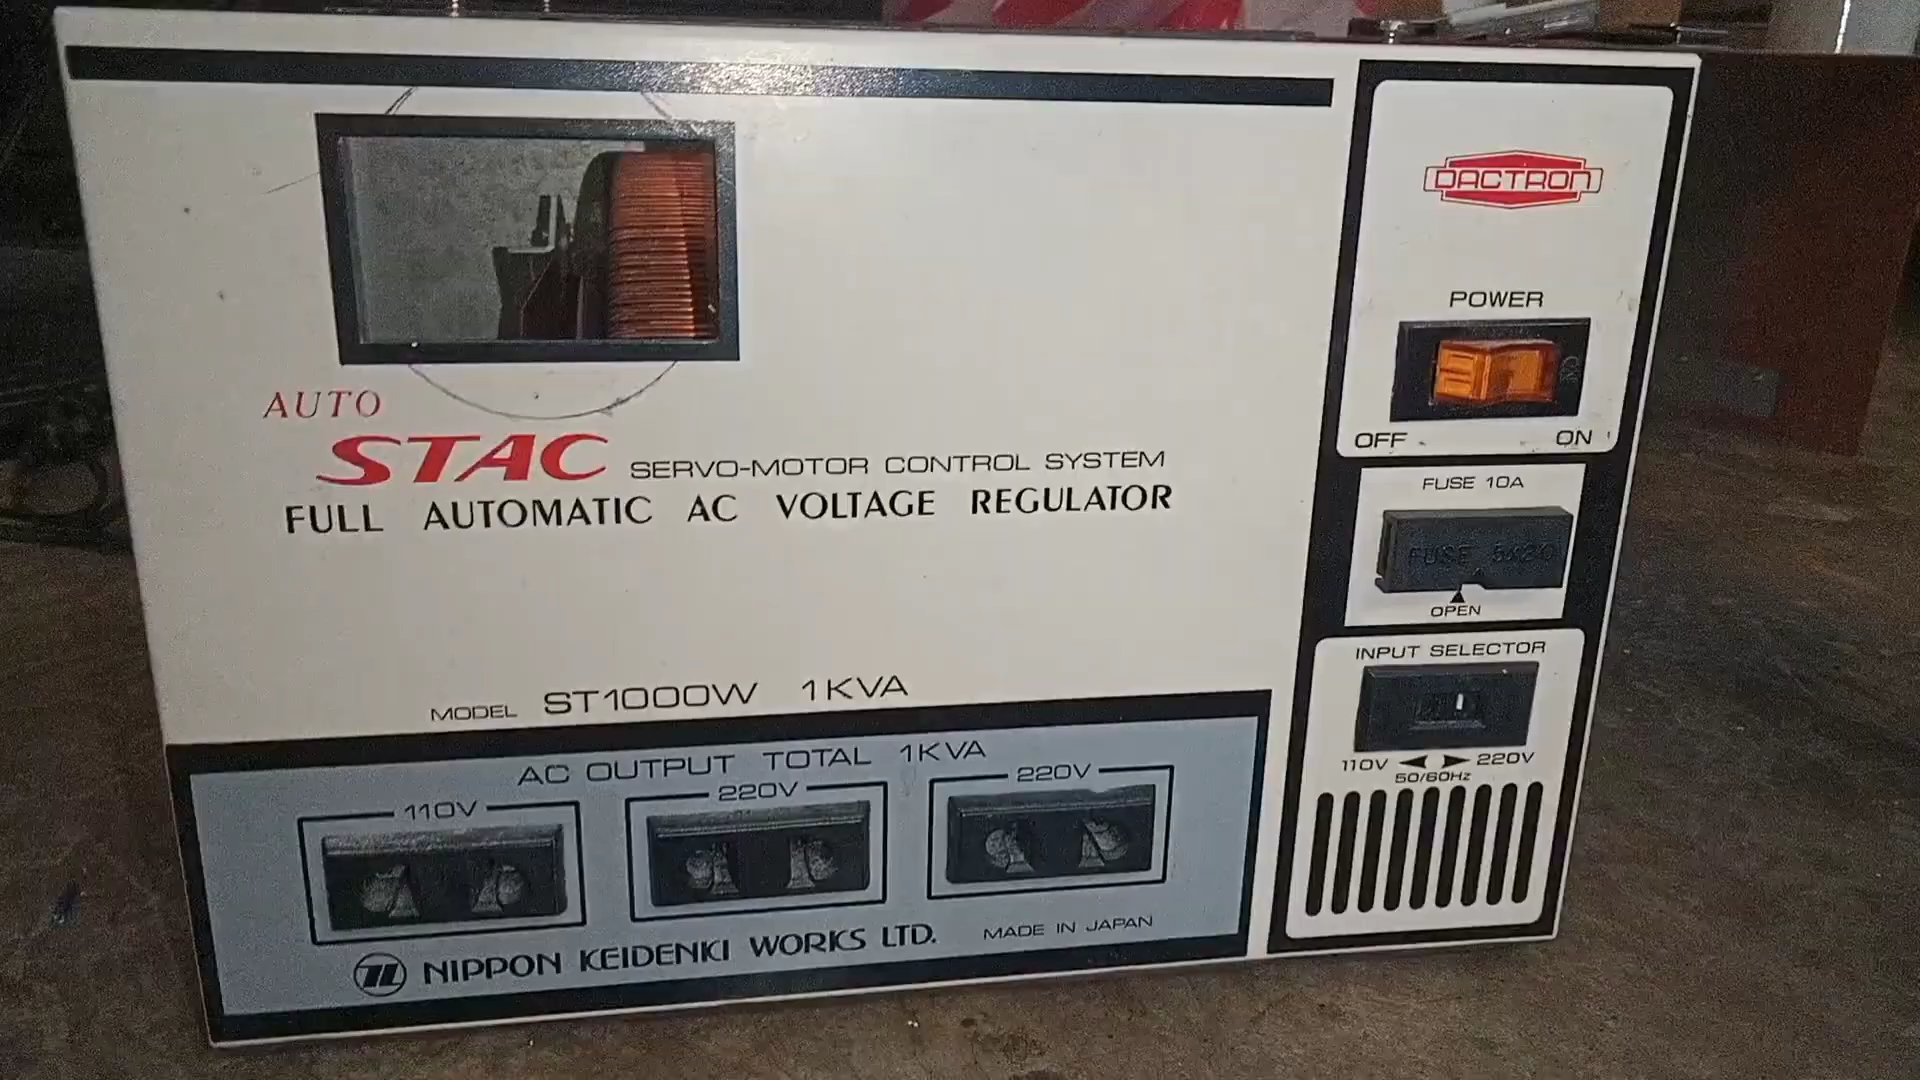 DACTRON
POWER
OFF ON
FUSE 10A
FUSE 5x20
OPEN
INPUT SELECTOR
110V 220V
50/60Hz
AUTO
STAC SERVO-MOTOR CONTROL SYSTEM
FULL AUTOMATIC AC VOLTAGE REGULATOR
MODEL ST1000W 1KVA
AC OUTPUT TOTAL 1KVA
110V 220V 220V
NIPPON KEIDENKI WORKS LTD. MADE IN JAPAN